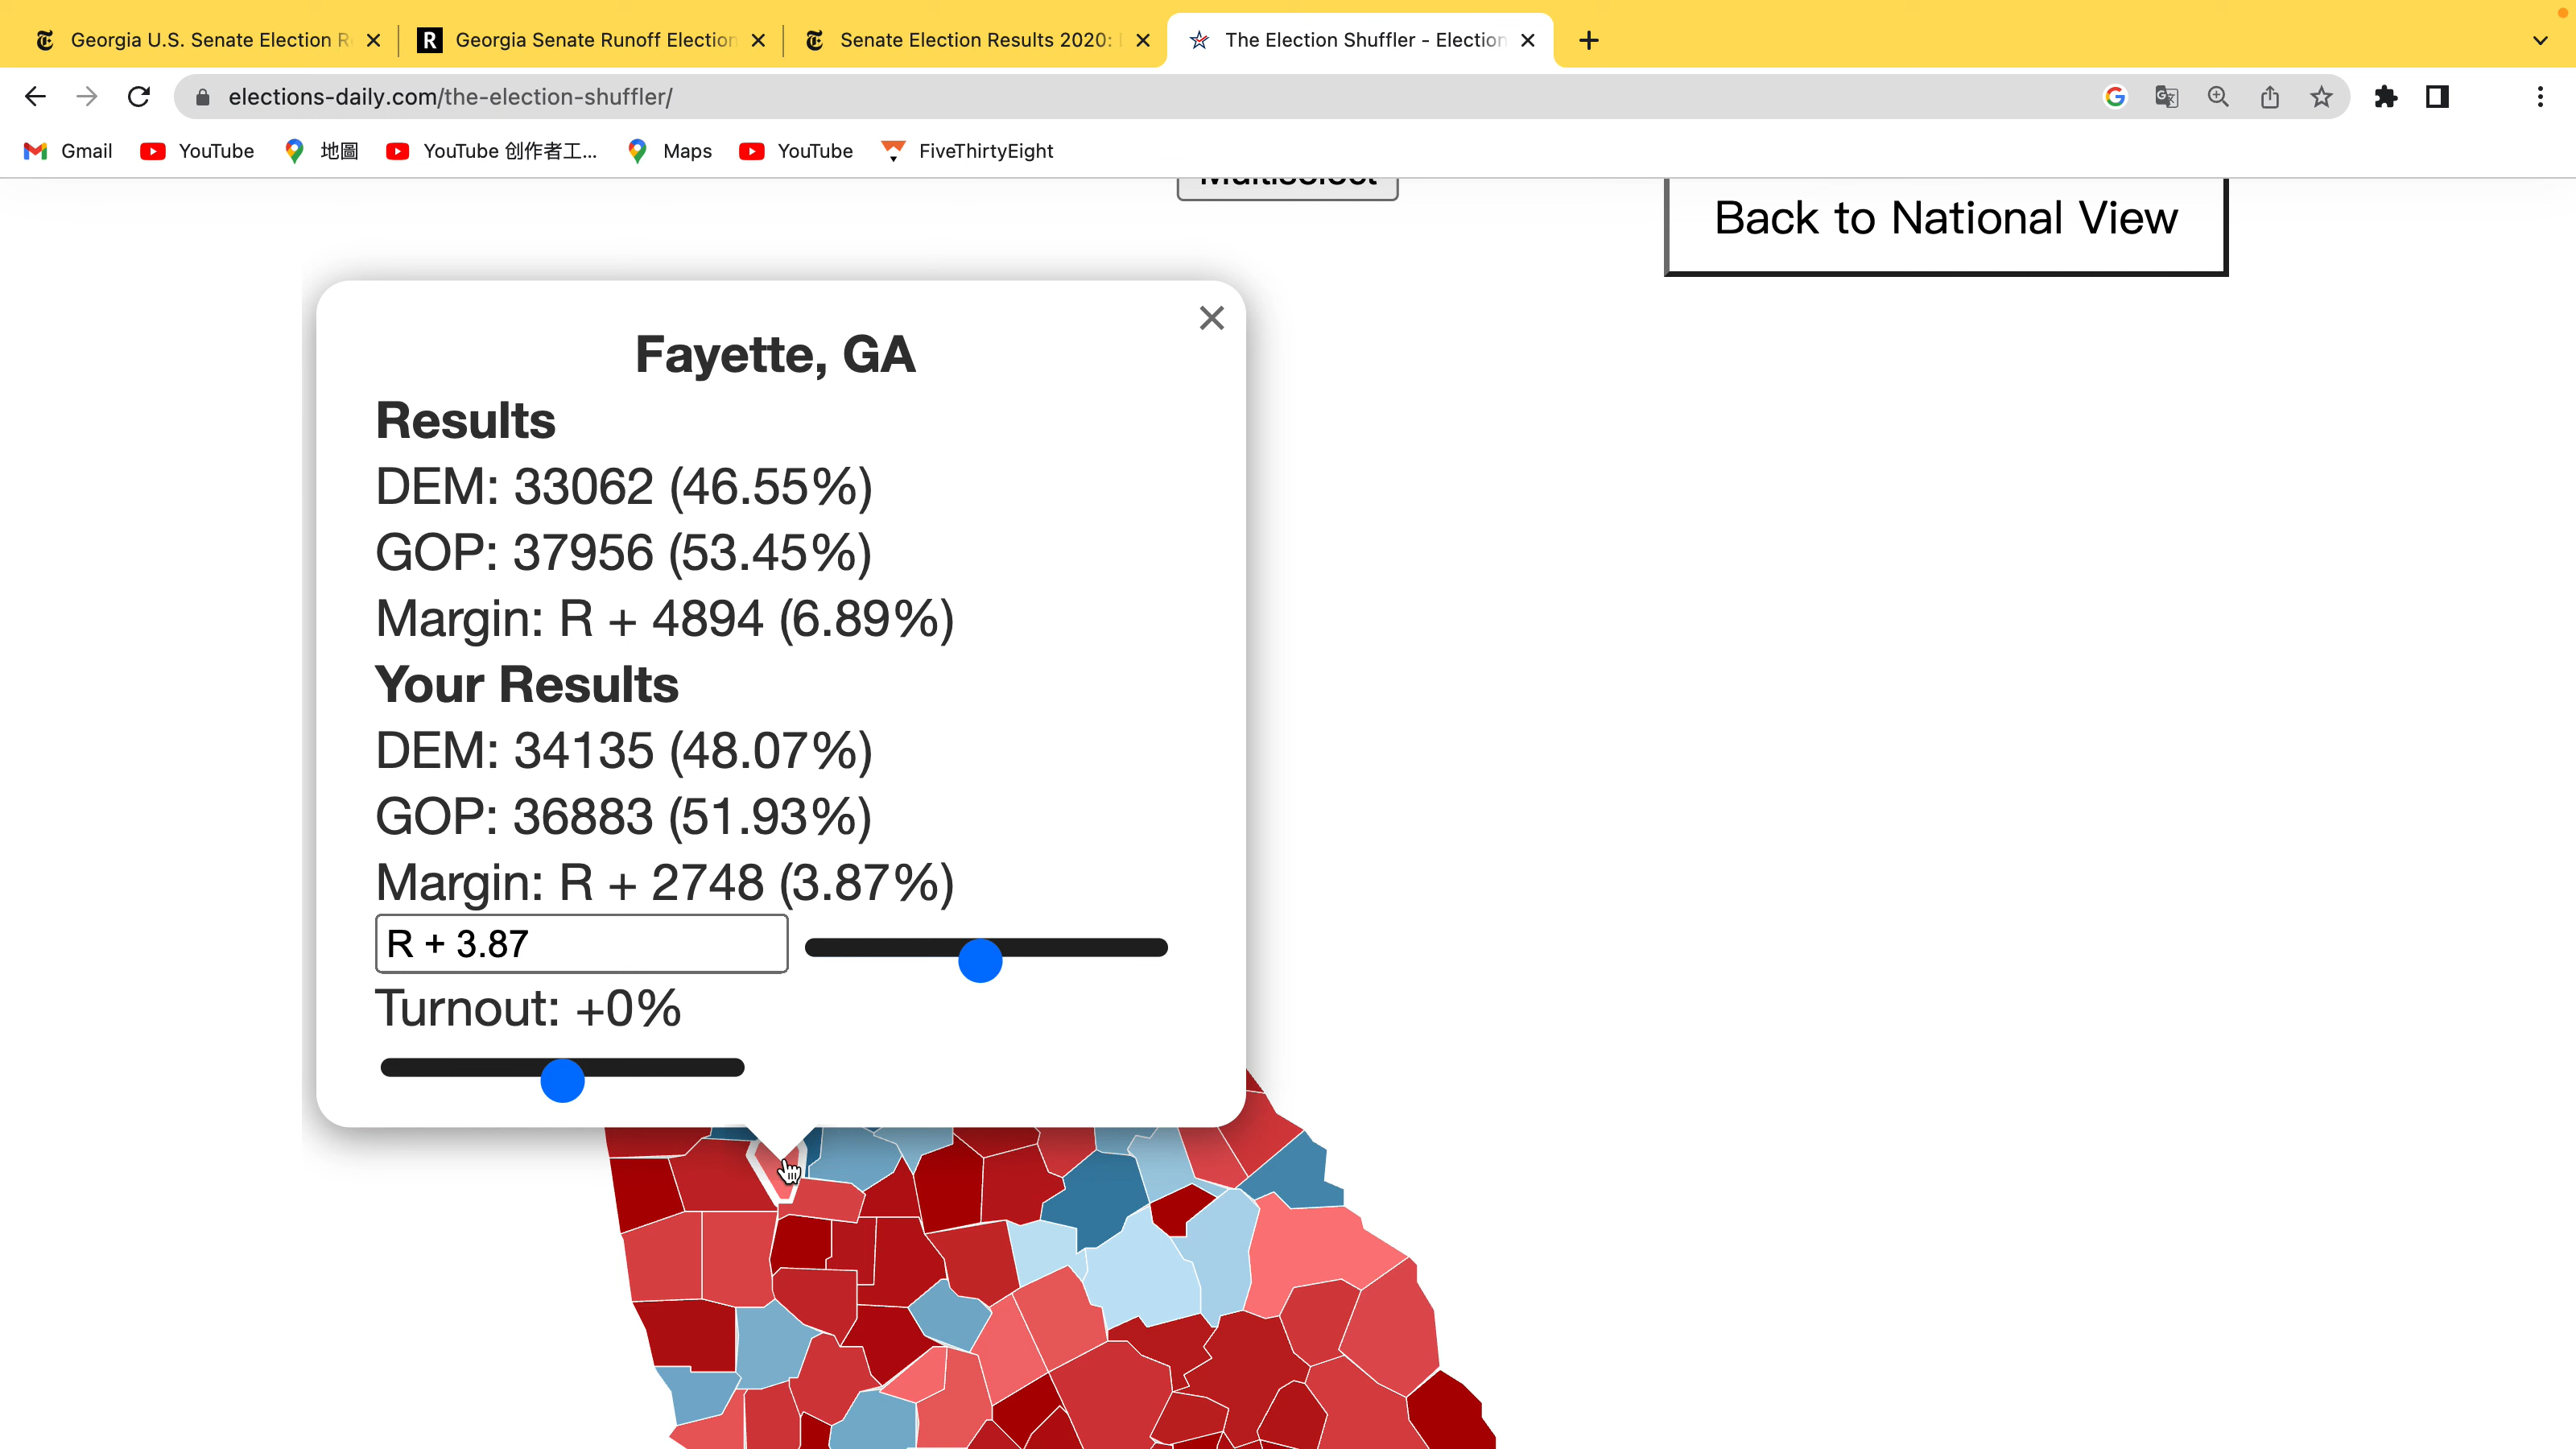 Georgia U.S. Senate Election R
R Georgia Senate Runoff Election
Senate Election Results 2020:
The Election Shuffler - Election
elections-daily.com/the-election-shuffler/
Gmail
YouTube
地圖
YouTube 创作者工...
Maps
YouTube
FiveThirtyEight
Multiselect
Back to National View
Fayette, GA
Results
DEM: 33062 (46.55%)
GOP: 37956 (53.45%)
Margin: R + 4894 (6.89%)
Your Results
DEM: 34135 (48.07%)
GOP: 36883 (51.93%)
Margin: R + 2748 (3.87%)
R + 3.87
Turnout: +0%